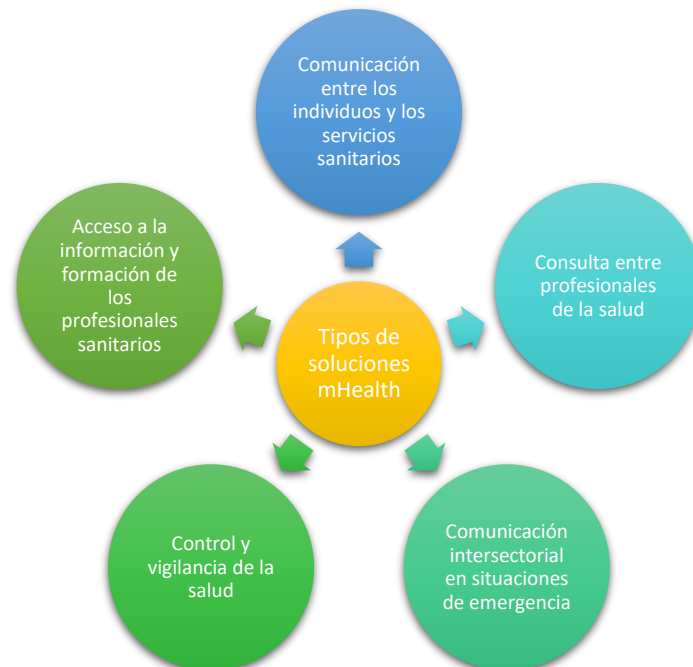 Comunicación
entre los
individuos y los
servicios
sanitarios
Consulta entre
profesionales
de la salud
Comunicación
intersectorial
en situaciones
de emergencia
Control y
vigilancia de la
salud
Acceso a la
información y
formación de
los
profesionales
sanitarios
Tipos de
soluciones
mHealth